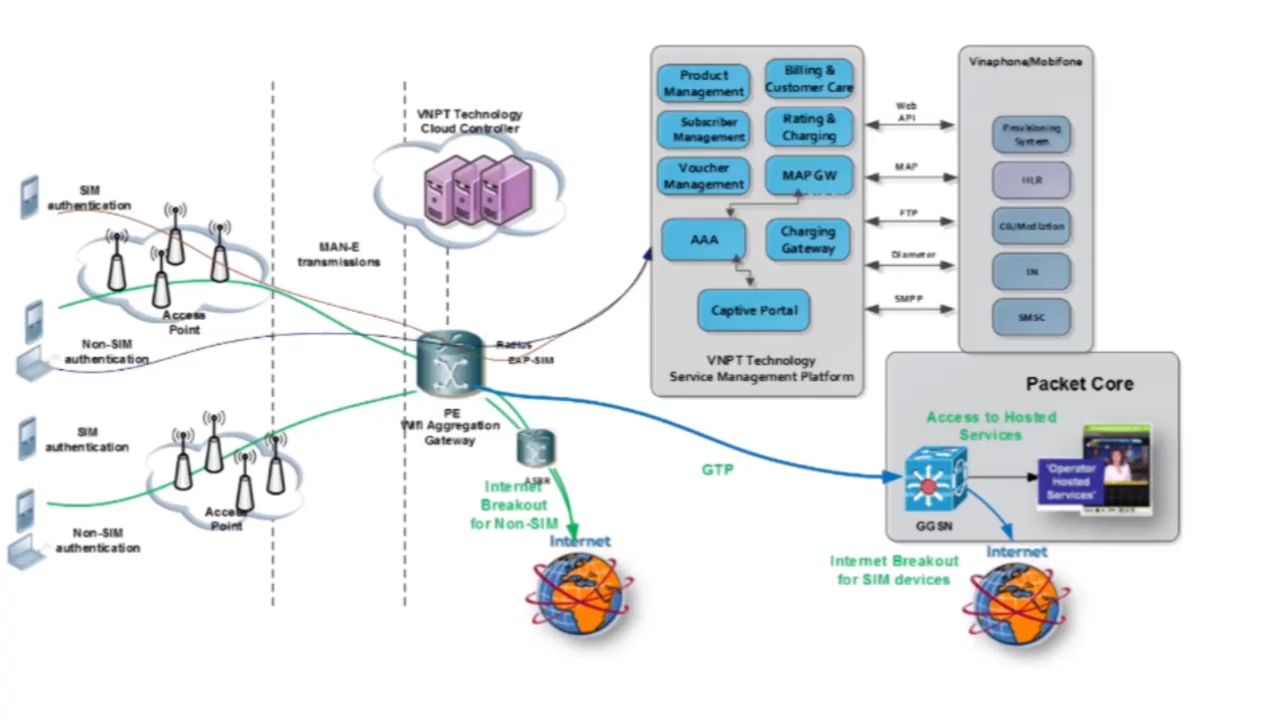 VNPT Technology
Cloud Controller
SIM
authentication
MAN-E
transmissions
Access
Point
Non-SIM
authentication
SIM
authentication
Access
Point
Non-SIM
authentication
Radius
EAP-SIM
PE
Wifi Aggregation
Gateway
ASBR
Internet
Breakout
for Non-SIM
Internet
Product
Management
Billing &
Customer Care
Subscriber
Management
Rating &
Charging
Voucher
Management
MAP GW
AAA
Charging
Gateway
Captive Portal
VNPT Technology
Service Management Platform
Web
API
MAP
FTP
Diameter
SMPP
Vinaphone/Mobifone
Provisioning
System
HLR
CG/Mediation
IN
SMSC
Packet Core
Access to Hosted
Services
'Operator
Hosted
Services'
GTP
GGSN
Internet Breakout
for SIM devices
Internet